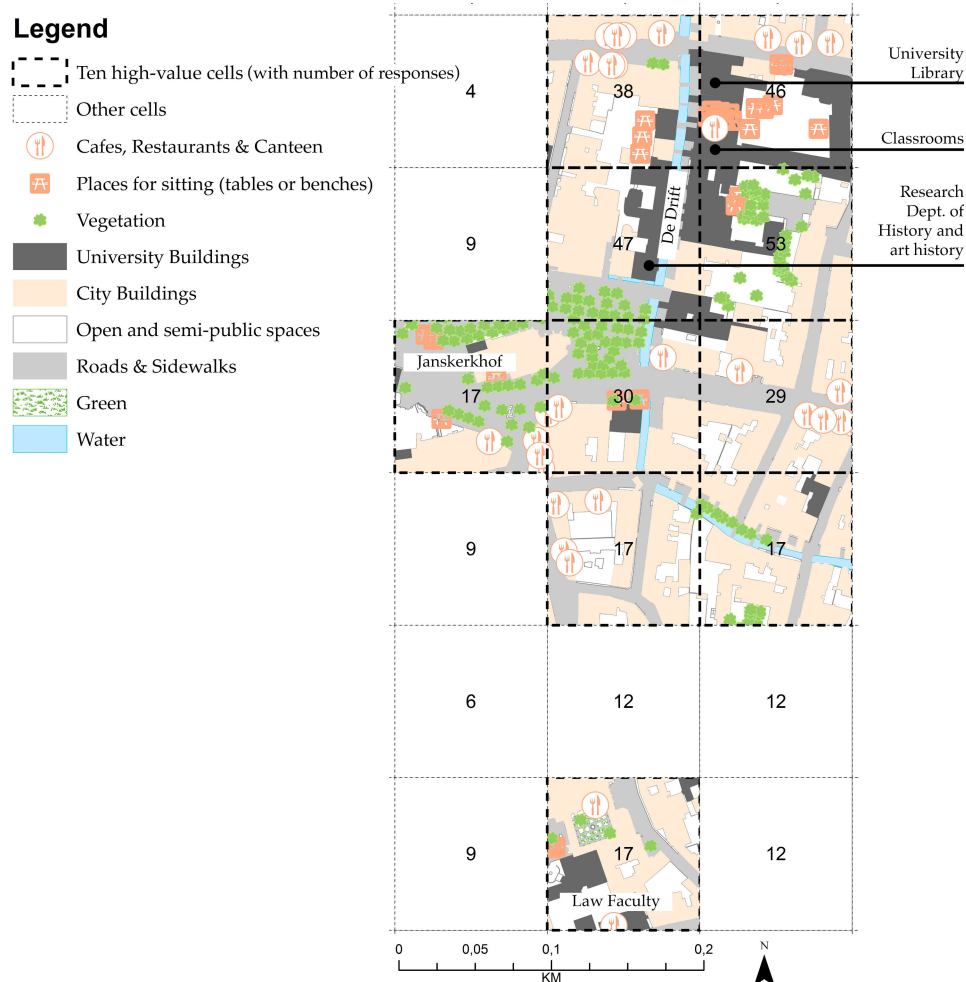 Legend
Ten high-value cells (with number of responses)
Other cells
Cafes, Restaurants & Canteen
Places for sitting (tables or benches)
Vegetation
University Buildings
City Buildings
Open and semi-public spaces
Roads & Sidewalks
Green
Water
4
38
46
University
Library
Classrooms
9
47
De Drift
53
Research
Dept. of
History and
art history
Janskerkhof
17
30
29
9
17
17
6
12
12
9
17
12
Law Faculty
0
0,05
0,1
0,2
KM
N